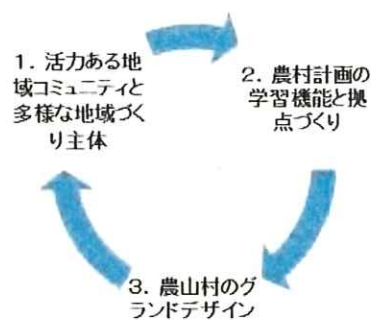 1. 活力ある地
域コミュニティと
多様な地域づく
り主体
2. 農村計画の
学習機能と拠
点づくり
3. 農山村のグ
ランドデザイン